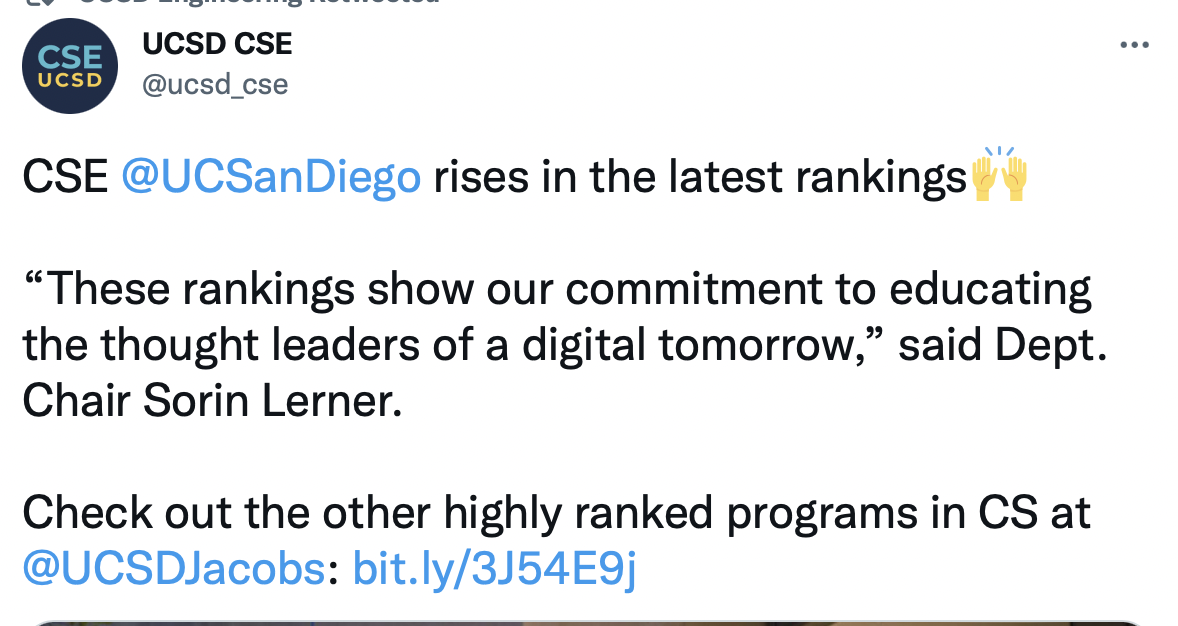 UCSD Engineering Retweeted
CSE
UCSD
UCSD CSE
@ucsd_cse
CSE @UCSanDiego rises in the latest rankings🙌
“These rankings show our commitment to educating
the thought leaders of a digital tomorrow,” said Dept.
Chair Sorin Lerner.
Check out the other highly ranked programs in CS at
@UCSDJacobs: bit.ly/3J54E9j